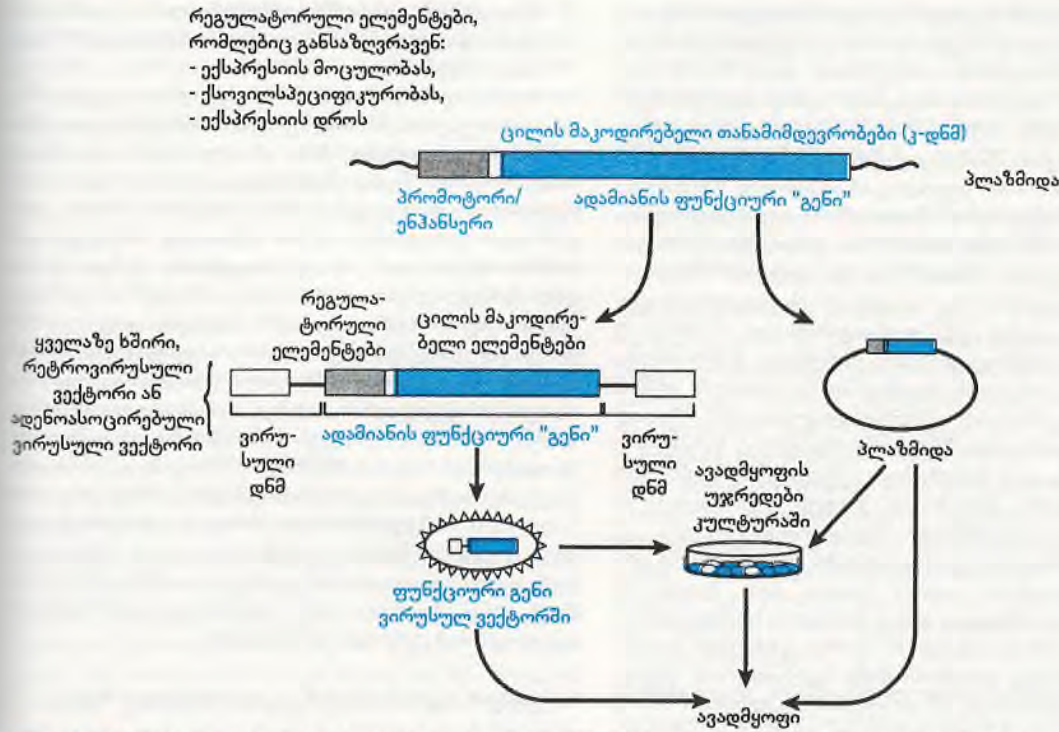 რეგულატორული ელემენტები,
რომლებიც განსაზღვრავენ:
- ექსპრესიის მოცულობას,
- ქსოვილსპეციფიკურობას,
- ექსპრესიის დროს
ცილის მაკოდირებელი თანამიმდევრობები (კ-დნმ)
პლაზმიდა
პრომოტორი/
ენჰანსერი
ადამიანის ფუნქციური "გენი"
რეგულა-
ტორული
ელემენტები
ცილის მაკოდირე-
ბელი ელემენტები
ყველაზე ხშირი,
რეტროვირუსული
ვექტორი ან
ადენოასოცირებული
ვირუსული ვექტორი
ვირუ-
სული
დნმ
ადამიანის ფუნქციური "გენი"
ვირუ-
სული
დნმ
პლაზმიდა
ავადმყოფის
უჯრედები
კულტურაში
ფუნქციური გენი
ვირუსულ ვექტორში
ავადმყოფი